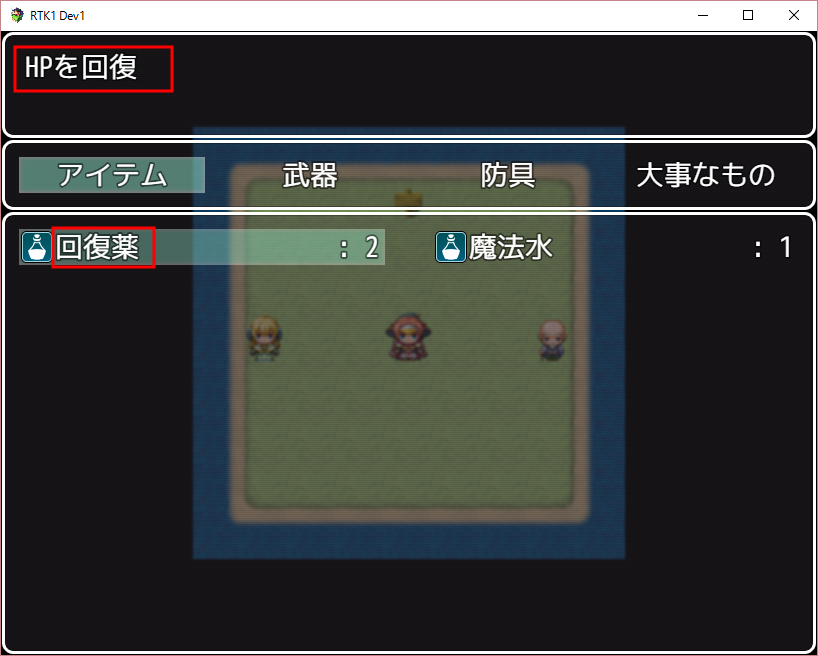 RTK1 Dev1
HPを回復
アイテム 武器 防具 大事なもの
回復薬 : 2 魔法水 : 1